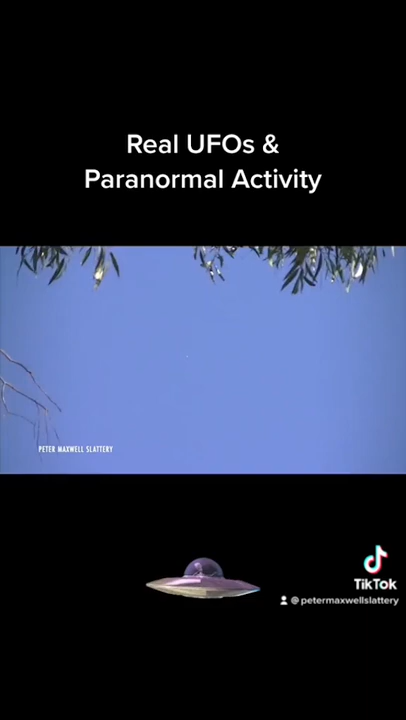 Real UFOs &
Paranormal Activity
PETER MAXWELL SLATTERY
TikTok
@petermaxwellslattery